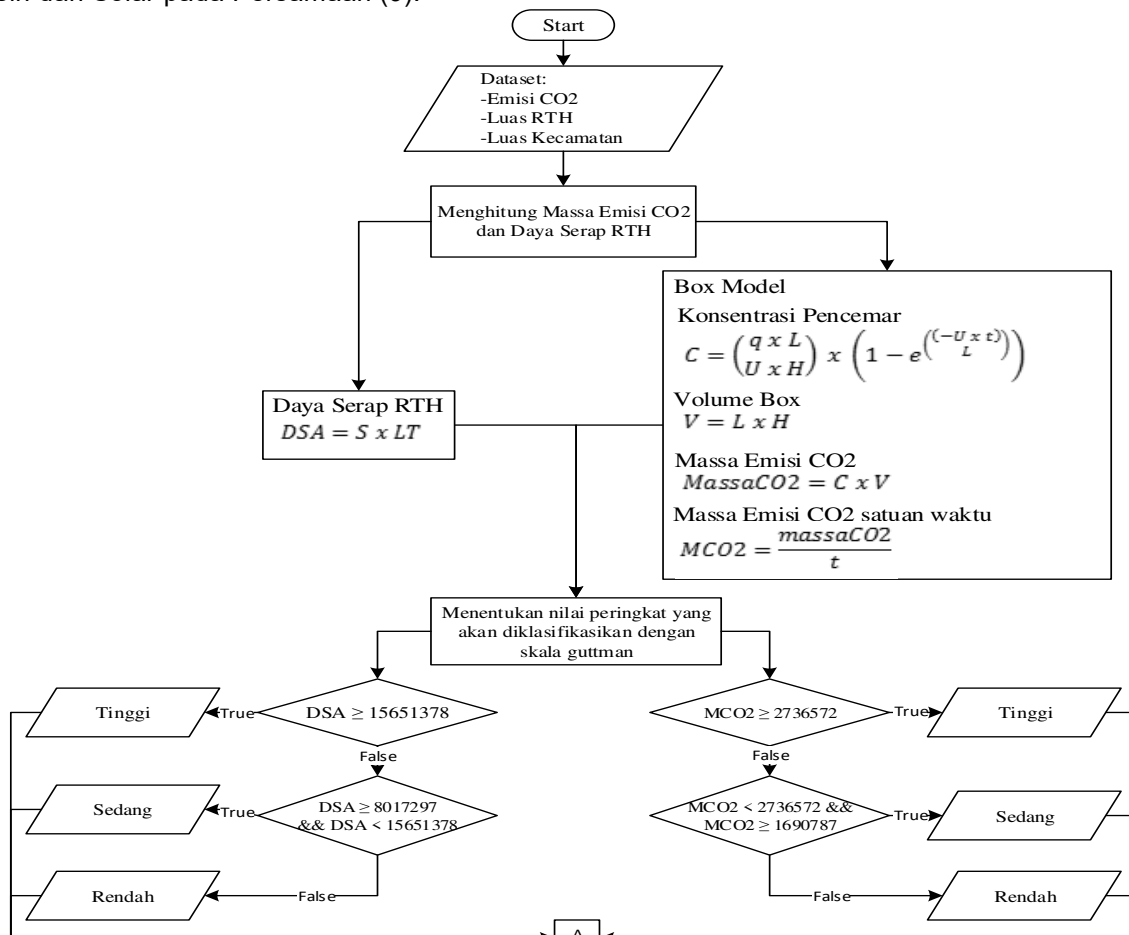 Start
Dataset:
-Emisi CO2
-Luas RTH
-Luas Kecamatan
Menghitung Massa Emisi CO2
dan Daya Serap RTH
Box Model
Konsentrasi Pencemar
C = (q x L / U x H) x (1 − e^((−U x t) / L))
Volume Box
V = L x H
Massa Emisi CO2
MassaCO2 = C x V
Massa Emisi CO2 satuan waktu
MCO2 = massaCO2 / t
Daya Serap RTH
DSA = S x LT
Menentukan nilai peringkat yang
akan diklasifikasikan dengan
skala guttman
Tinggi
True
DSA ≥ 15651378
MCO2 ≥ 2736572
True
Tinggi
False
False
Sedang
True
DSA ≥ 8017297
&& DSA < 15651378
MCO2 < 2736572 &&
MCO2 ≥ 1690787
True
Sedang
Rendah
False
False
Rendah
A